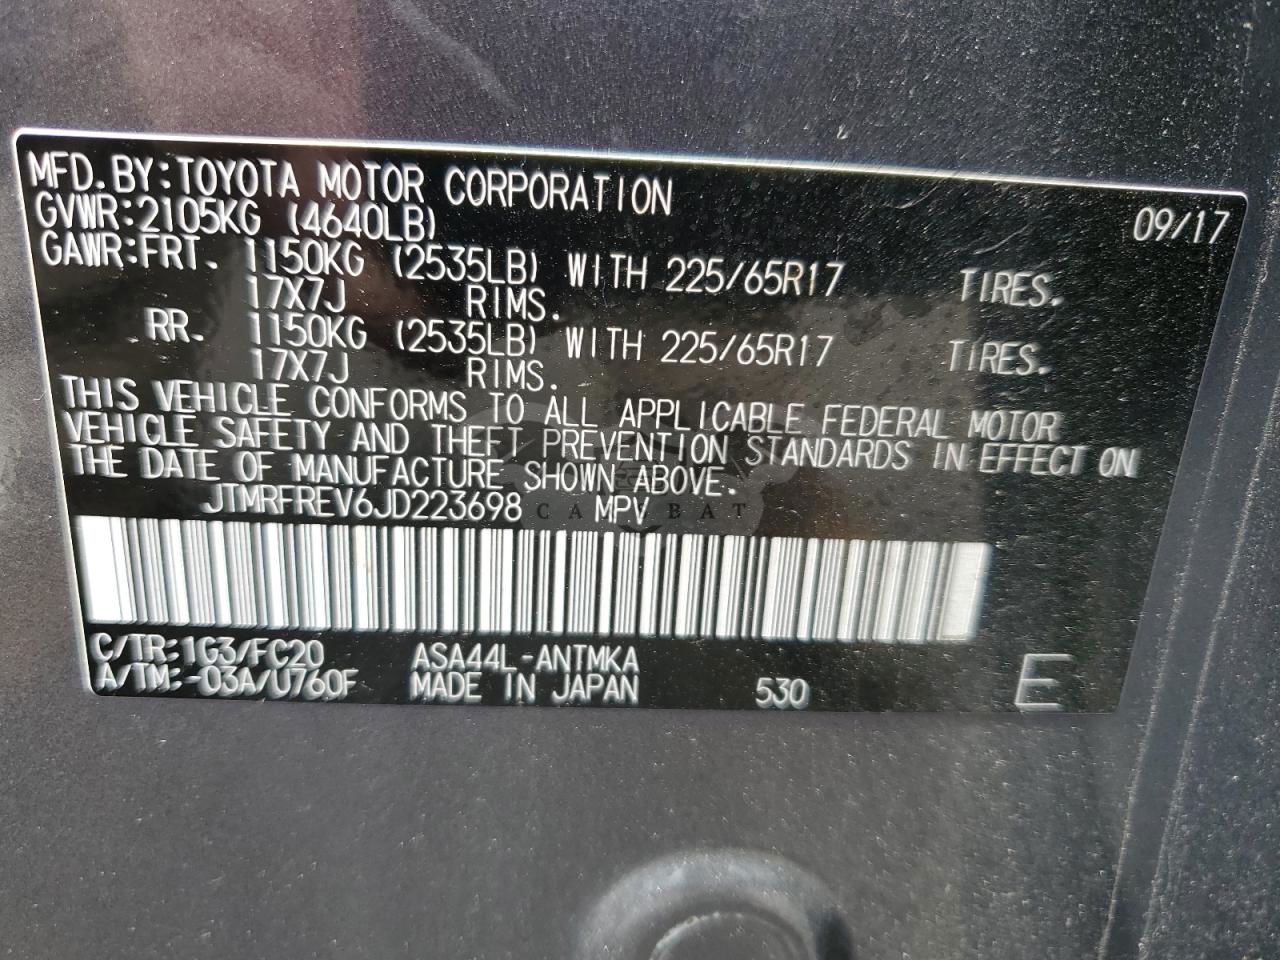 MFD.BY:TOYOTA MOTOR CORPORATION 09/17
GVWR:2105KG (4640LB)
GAWR:FRT. 1150KG (2535LB) WITH 225/65R17 TIRES.
17X7J RIMS.
RR. 1150KG (2535LB) WITH 225/65R17 TIRES.
17X7J RIMS.
THIS VEHICLE CONFORMS TO ALL APPLICABLE FEDERAL MOTOR
VEHICLE SAFETY AND THEFT PREVENTION STANDARDS IN EFFECT ON
THE DATE OF MANUFACTURE SHOWN ABOVE.
JTMRFREV6JD223698 MPV
C/TR:1G3/FC20 ASA44L-ANTMKA
A/TM:-03A/U760F MADE IN JAPAN 530 E